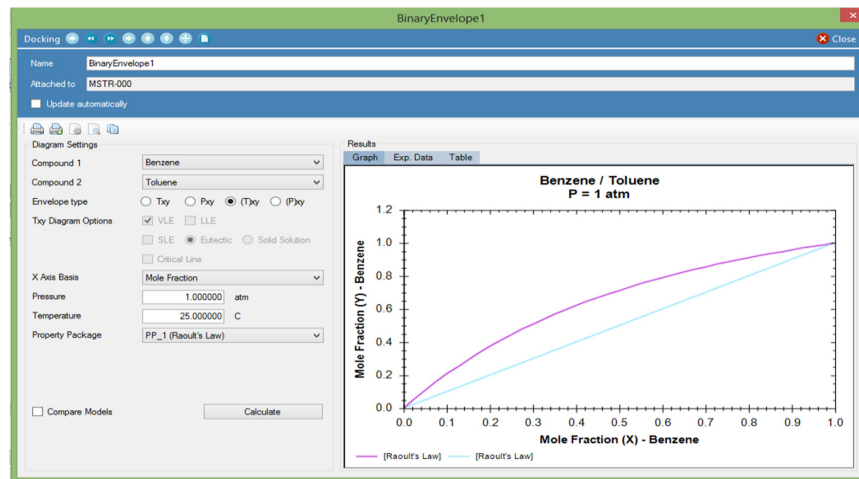 BinaryEnvelope1
Docking
Close
Name BinaryEnvelope1
Attached to MSTR-000
Update automatically
Diagram Settings
Compound 1 Benzene
Compound 2 Toluene
Envelope type Txy Pxy (T)xy (P)xy
Txy Diagram Options VLE LLE
SLE Eutectic Solid Solution
Critical Line
X Axis Basis Mole Fraction
Pressure 1.000000 atm
Temperature 25.000000 C
Property Package PP_1 (Raoult's Law)
Compare Models Calculate
Results
Graph Exp. Data Table
Benzene / Toluene
P = 1 atm
Mole Fraction (Y) - Benzene
1.2
1.0
0.8
0.6
0.4
0.2
0.0
0.0 0.1 0.2 0.3 0.4 0.5 0.6 0.7 0.8 0.9 1.0
Mole Fraction (X) - Benzene
[Raoult's Law] [Raoult's Law]